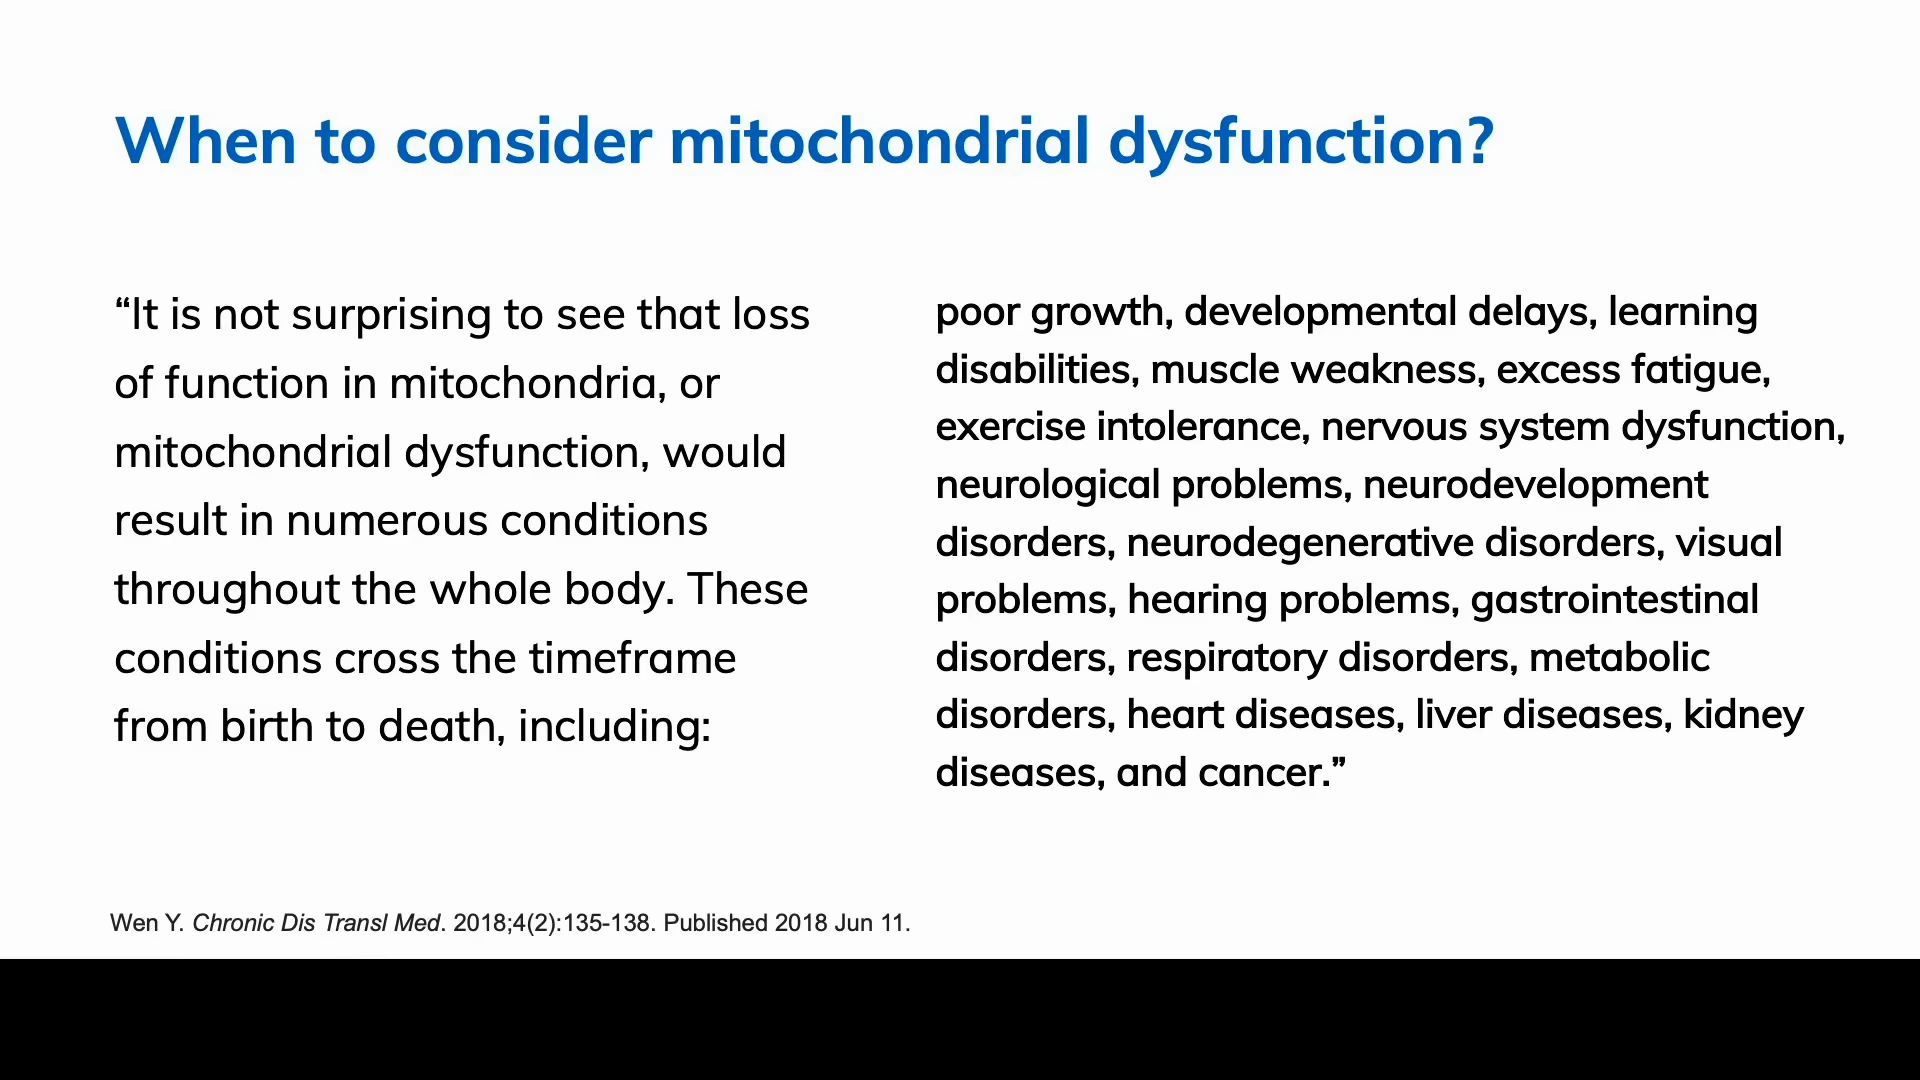 When to consider mitochondrial dysfunction?
“It is not surprising to see that loss
of function in mitochondria, or
mitochondrial dysfunction, would
result in numerous conditions
throughout the whole body. These
conditions cross the timeframe
from birth to death, including:
poor growth, developmental delays, learning
disabilities, muscle weakness, excess fatigue,
exercise intolerance, nervous system dysfunction,
neurological problems, neurodevelopment
disorders, neurodegenerative disorders, visual
problems, hearing problems, gastrointestinal
disorders, respiratory disorders, metabolic
disorders, heart diseases, liver diseases, kidney
diseases, and cancer.”
Wen Y. Chronic Dis Transl Med. 2018;4(2):135-138. Published 2018 Jun 11.